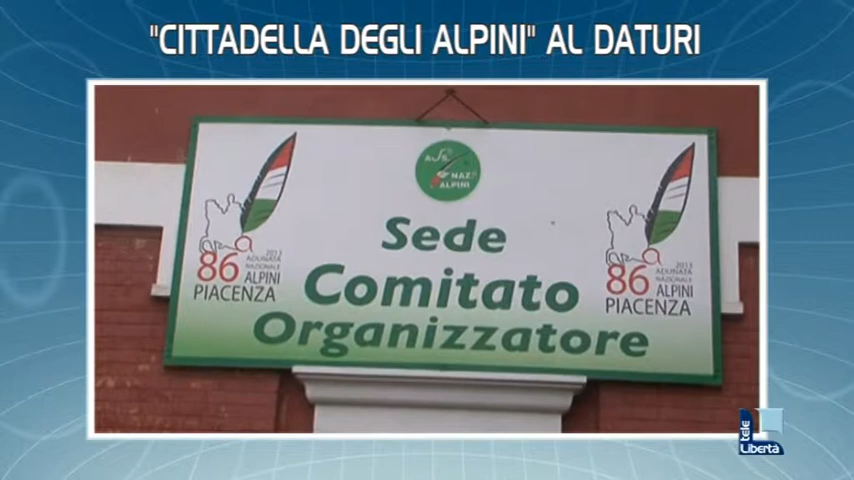 "CITTADELLA DEGLI ALPINI" AL DATURI
ASS.
NAZ.
ALPINI
Sede
Comitato
Organizzatore
86
2013
ADUNATA
NAZIONALE
ALPINI
PIACENZA
86
2013
ADUNATA
NAZIONALE
ALPINI
PIACENZA
tele
Libertà